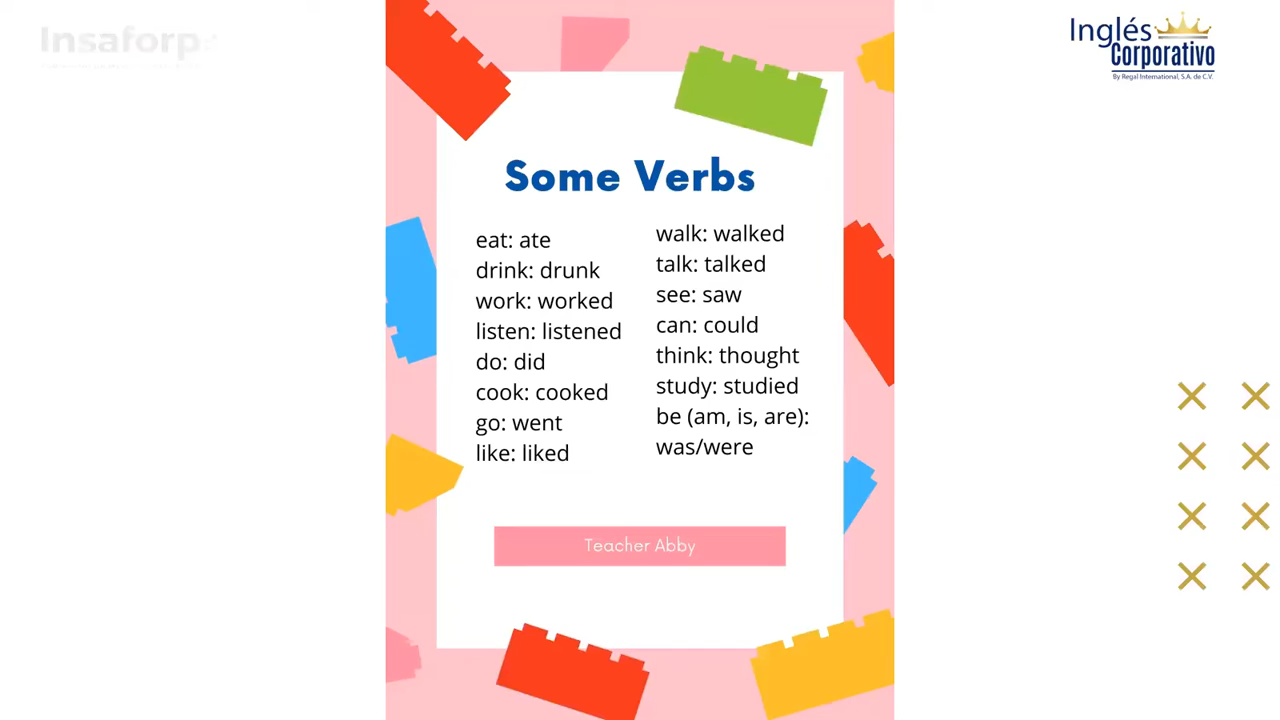 Insaforp
Inglés
Corporativo
By Regal International, S.A. de C.V.
Some Verbs
eat: ate
drink: drunk
work: worked
listen: listened
do: did
cook: cooked
go: went
like: liked
walk: walked
talk: talked
see: saw
can: could
think: thought
study: studied
be (am, is, are):
was/were
Teacher Abby